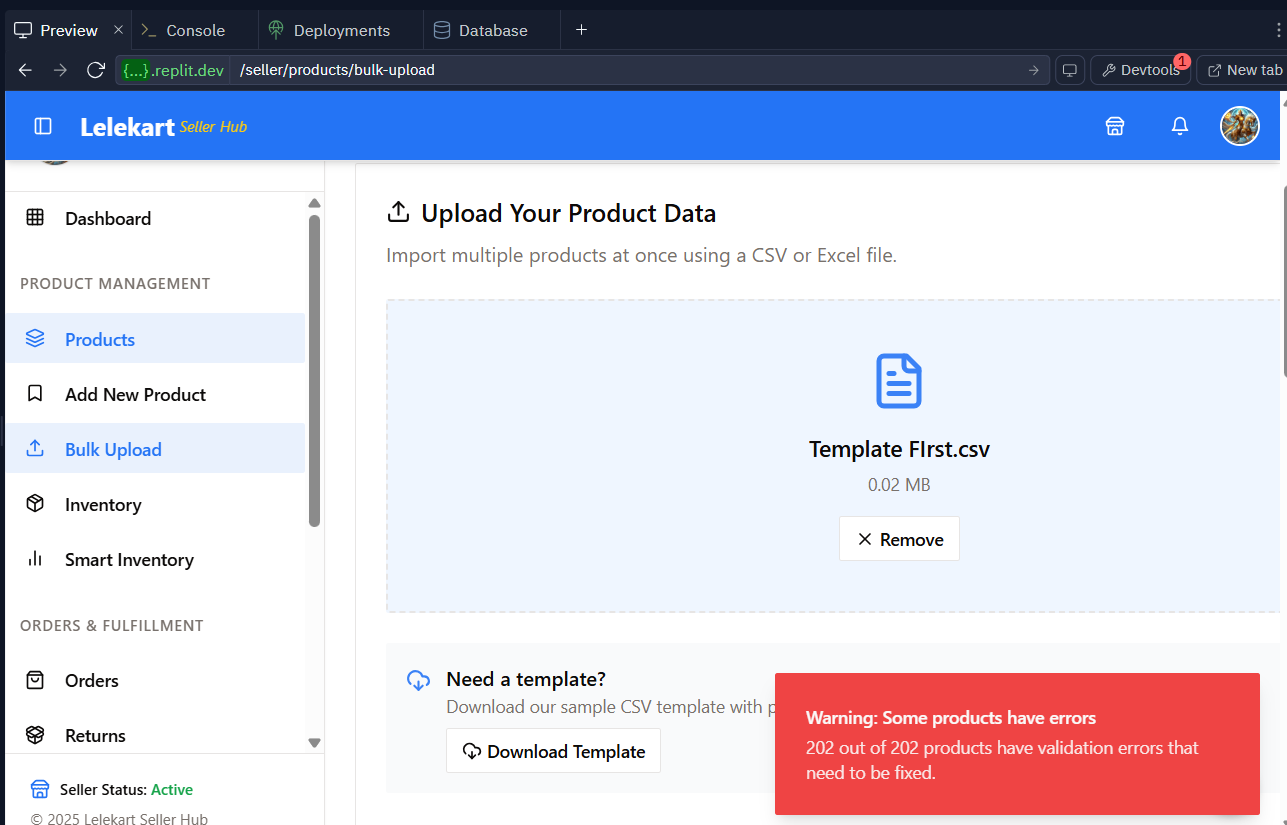 Preview
Console
Deployments
Database
{...}.replit.dev /seller/products/bulk-upload
Devtools 1
New tab
Lelekart Seller Hub
Dashboard
PRODUCT MANAGEMENT
Products
Add New Product
Bulk Upload
Inventory
Smart Inventory
ORDERS & FULFILLMENT
Orders
Returns
Seller Status: Active
© 2025 Lelekart Seller Hub
Upload Your Product Data
Import multiple products at once using a CSV or Excel file.
Template FIrst.csv
0.02 MB
Remove
Need a template?
Download our sample CSV template with
Download Template
Warning: Some products have errors
202 out of 202 products have validation errors that
need to be fixed.